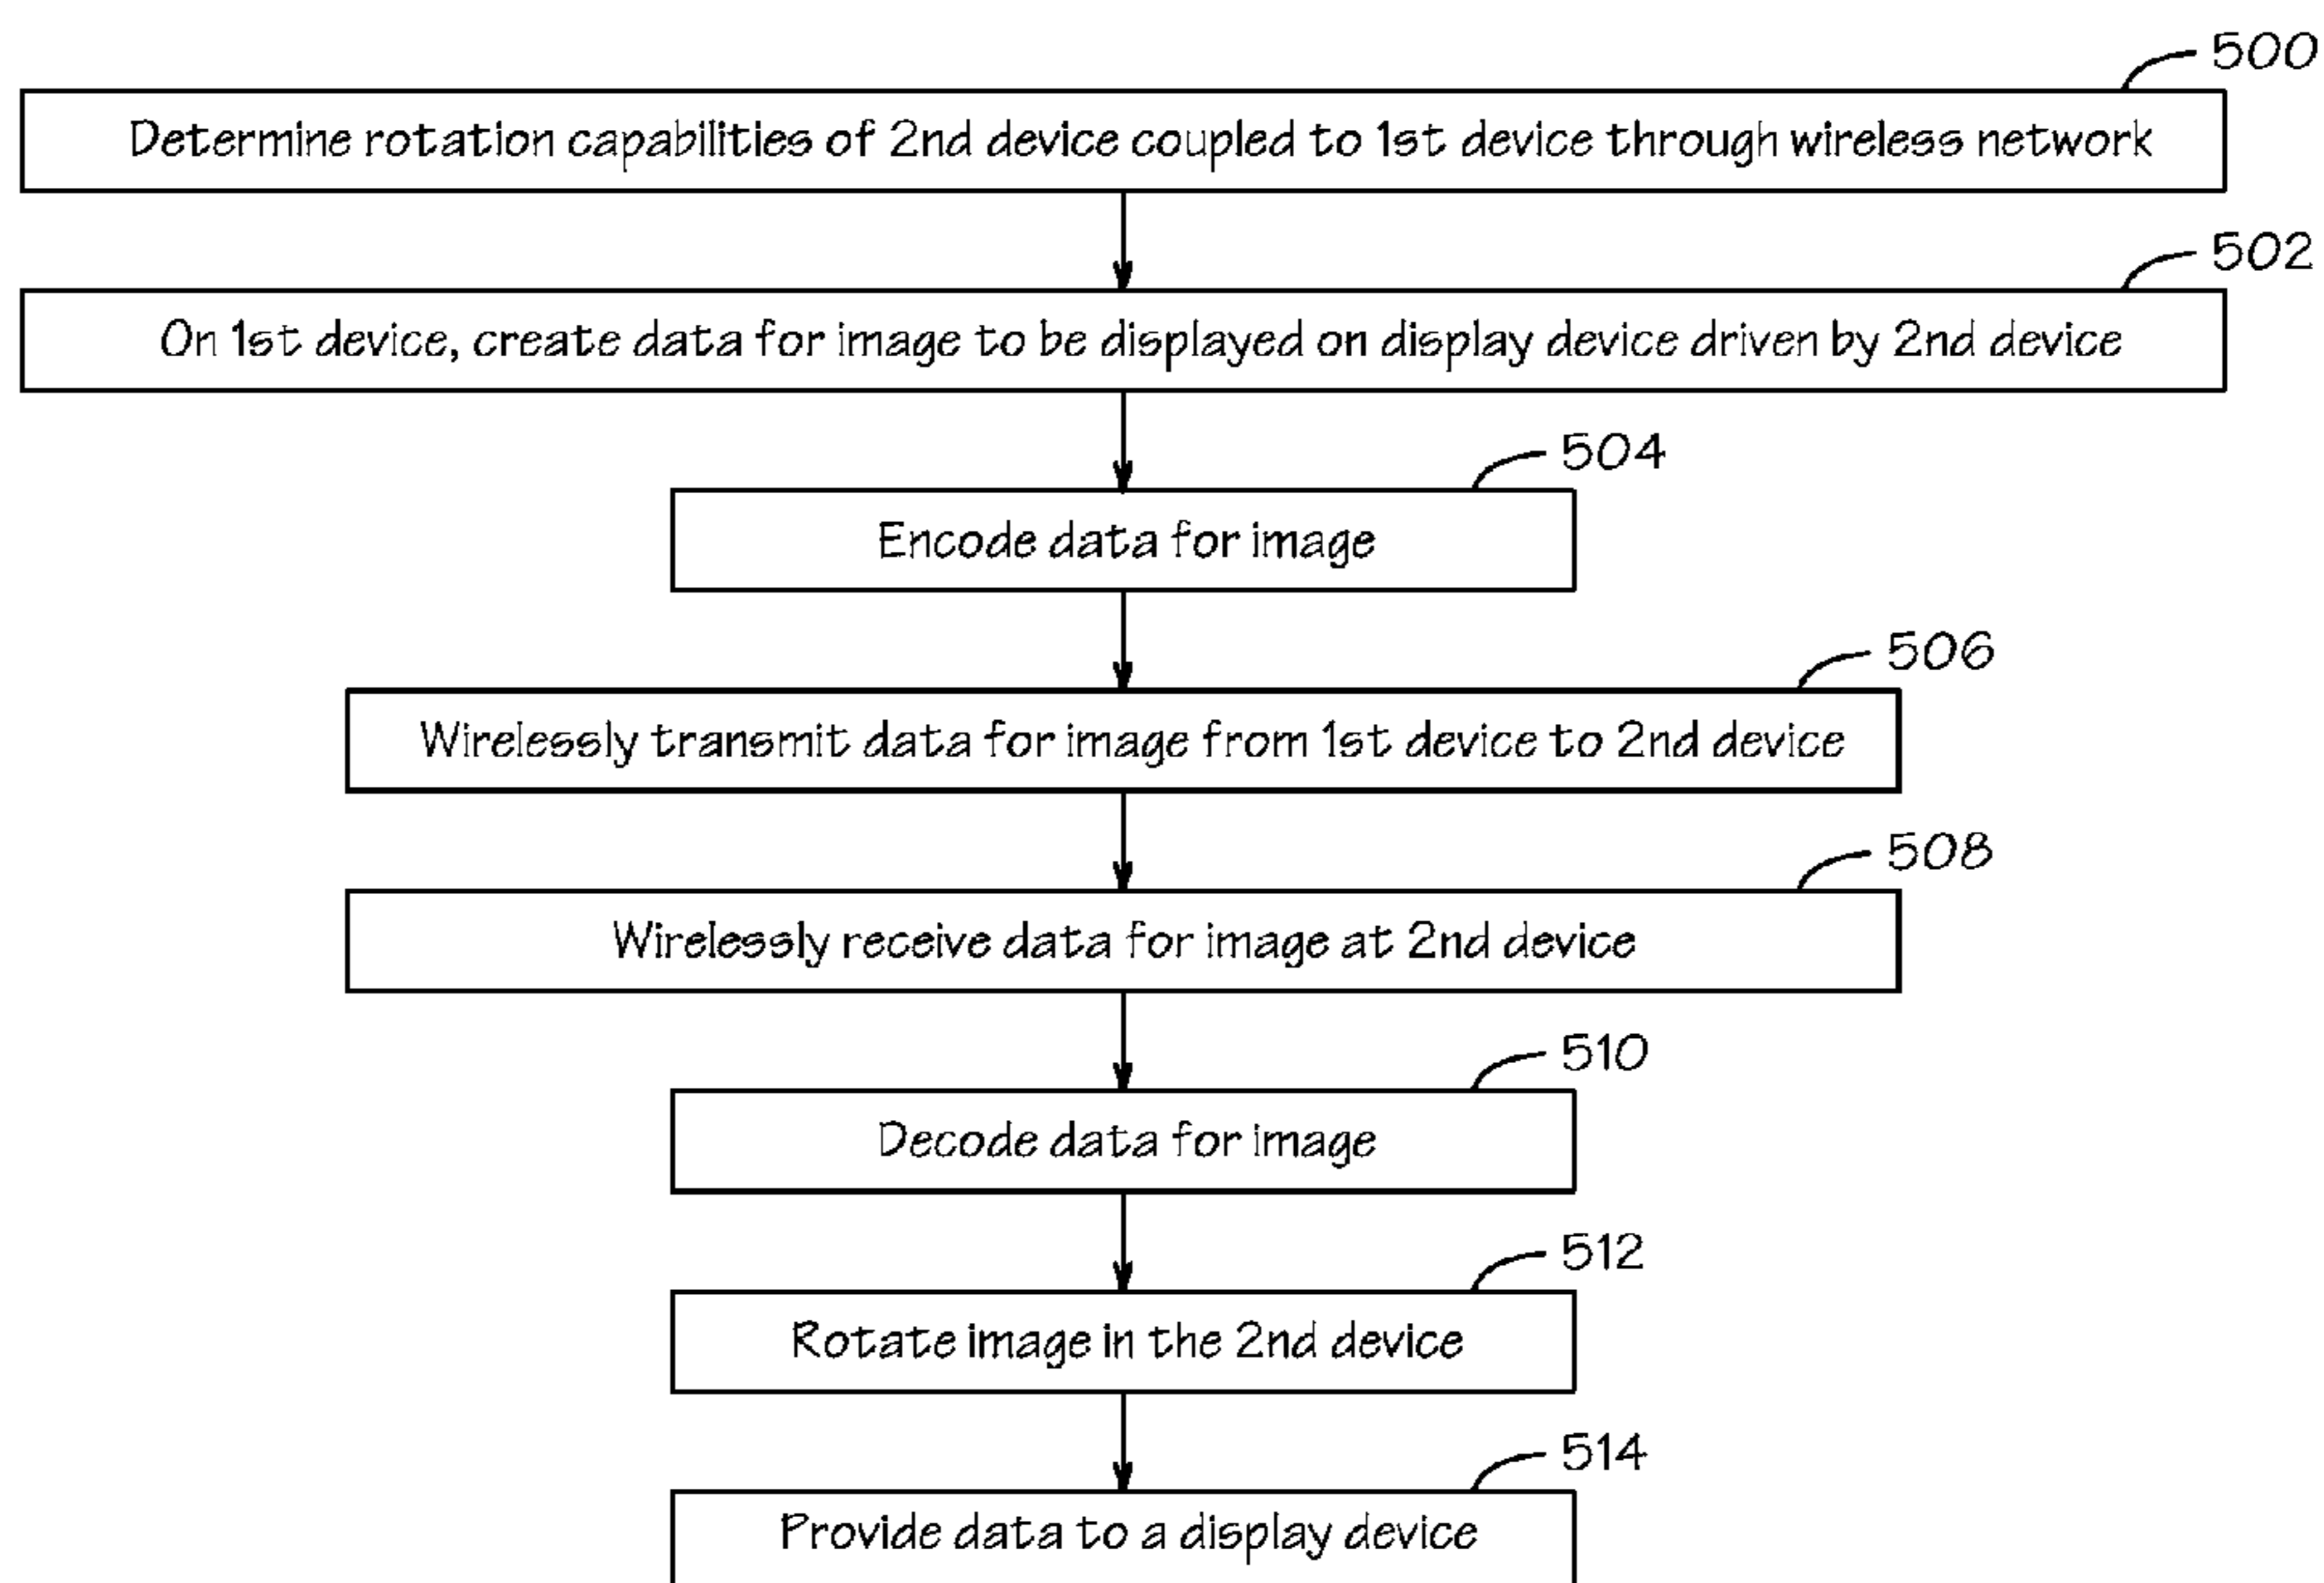 500
Determine rotation capabilities of 2nd device coupled to 1st device through wireless network
502
On 1st device, create data for image to be displayed on display device driven by 2nd device
504
Encode data for image
506
Wirelessly transmit data for image from 1st device to 2nd device
508
Wirelessly receive data for image at 2nd device
510
Decode data for image
512
Rotate image in the 2nd device
514
Provide data to a display device